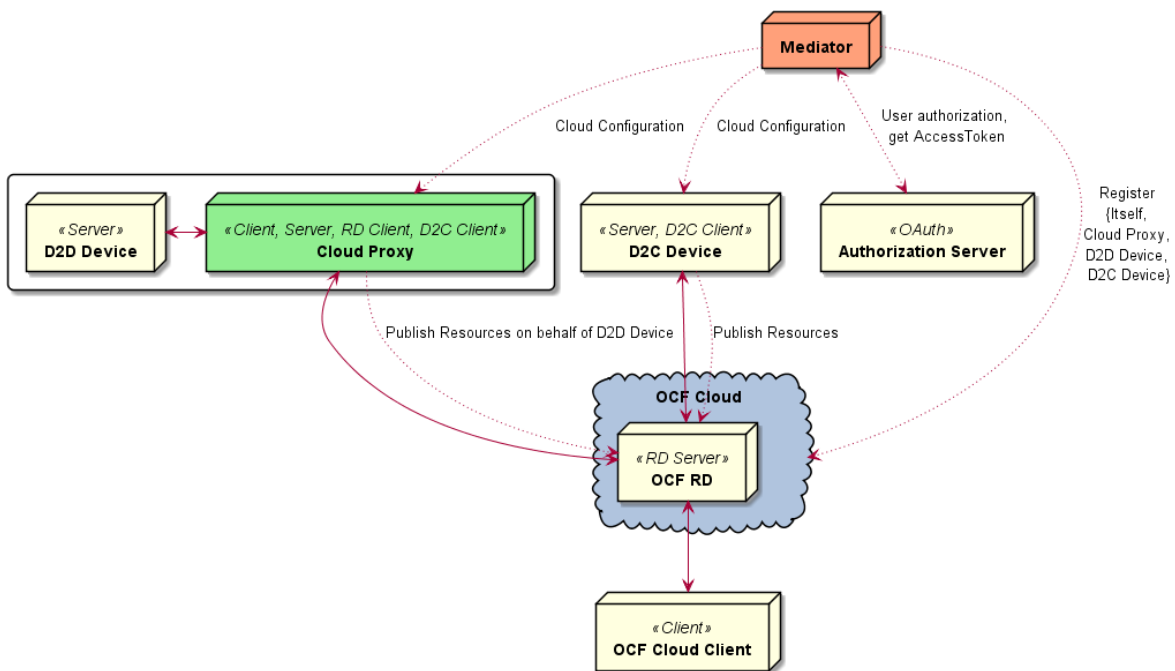 Mediator
Cloud Configuration
Cloud Configuration
User authorization,
get AccessToken
Register
{Itself,
Cloud Proxy,
D2D Device,
D2C Device}
«Server»
D2D Device
«Client, Server, RD Client, D2C Client»
Cloud Proxy
«Server, D2C Client»
D2C Device
«OAuth»
Authorization Server
Publish Resources on behalf of D2D Device
Publish Resources
OCF Cloud
«RD Server»
OCF RD
«Client»
OCF Cloud Client